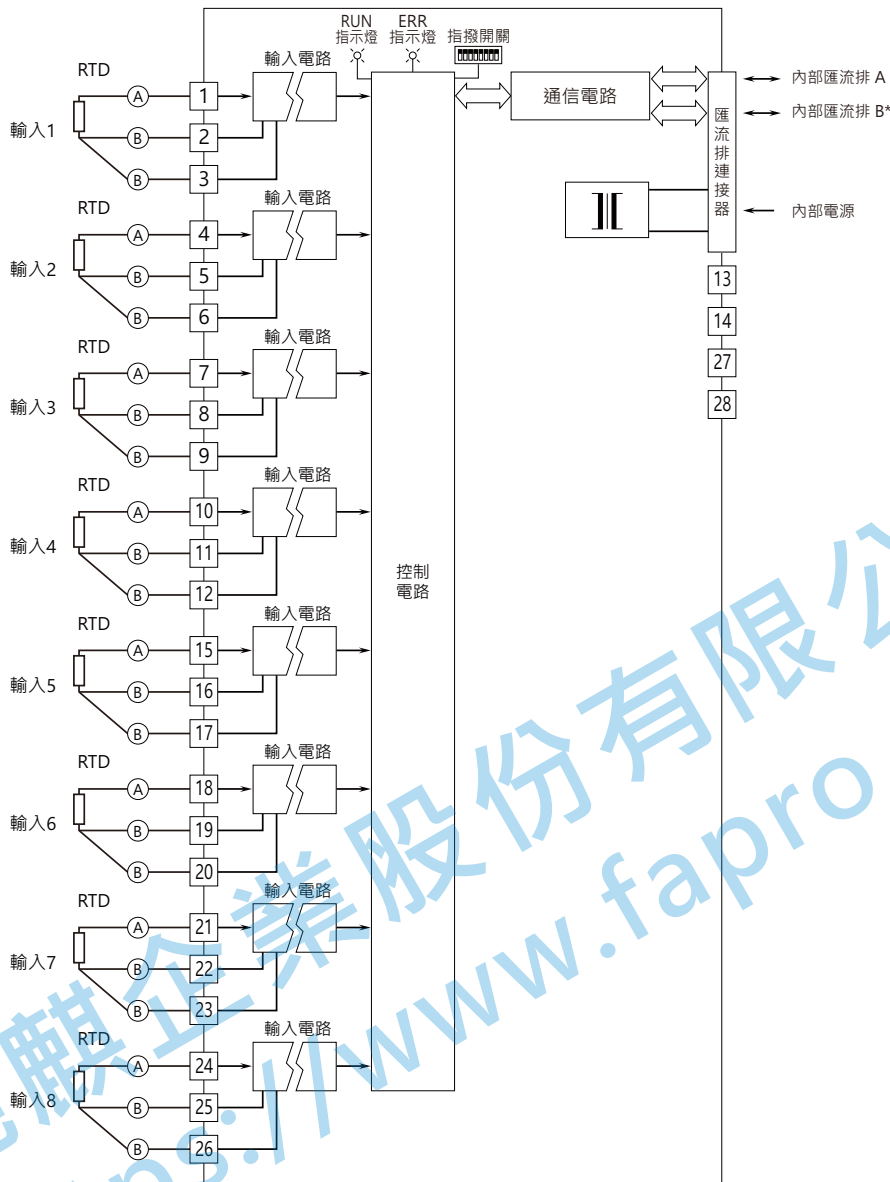 RUN
指示燈
ERR
指示燈
指撥開關
RTD
輸入1
A
B
B
1
2
3
輸入電路
RTD
輸入2
A
B
B
4
5
6
輸入電路
RTD
輸入3
A
B
B
7
8
9
輸入電路
RTD
輸入4
A
B
B
10
11
12
輸入電路
RTD
輸入5
A
B
B
15
16
17
輸入電路
RTD
輸入6
A
B
B
18
19
20
輸入電路
RTD
輸入7
A
B
B
21
22
23
輸入電路
RTD
輸入8
A
B
B
24
25
26
輸入電路
控制
電路
通信電路
匯流排連接器
內部匯流排 A
內部匯流排 B*
內部電源
13
14
27
28
麒企業股份有限公
ps://www.fapro